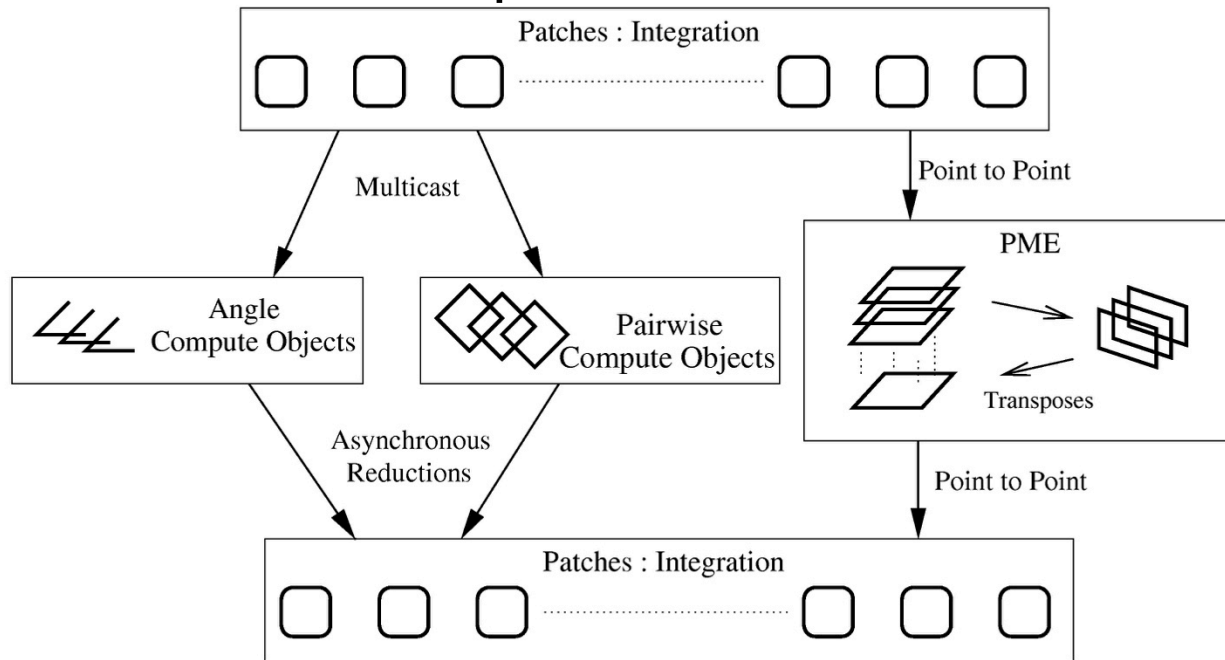 Patches : Integration
Multicast
Point to Point
PME
Angle
Compute Objects
Pairwise
Compute Objects
Transposes
Asynchronous
Reductions
Point to Point
Patches : Integration